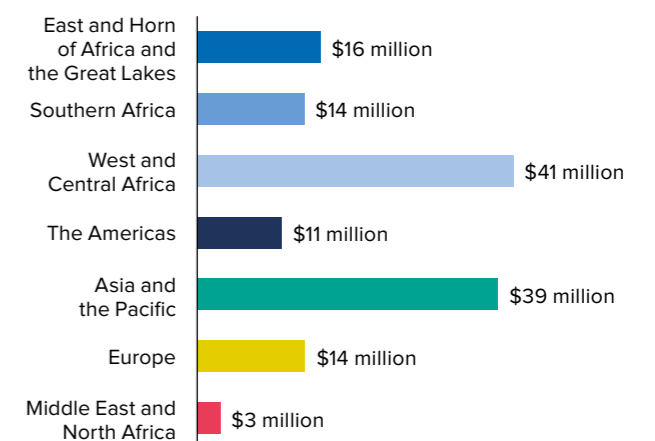 East and Horn
of Africa and
the Great Lakes
$16 million
Southern Africa
$14 million
West and
Central Africa
$41 million
The Americas
$11 million
Asia and
the Pacific
$39 million
Europe
$14 million
Middle East and
North Africa
$3 million